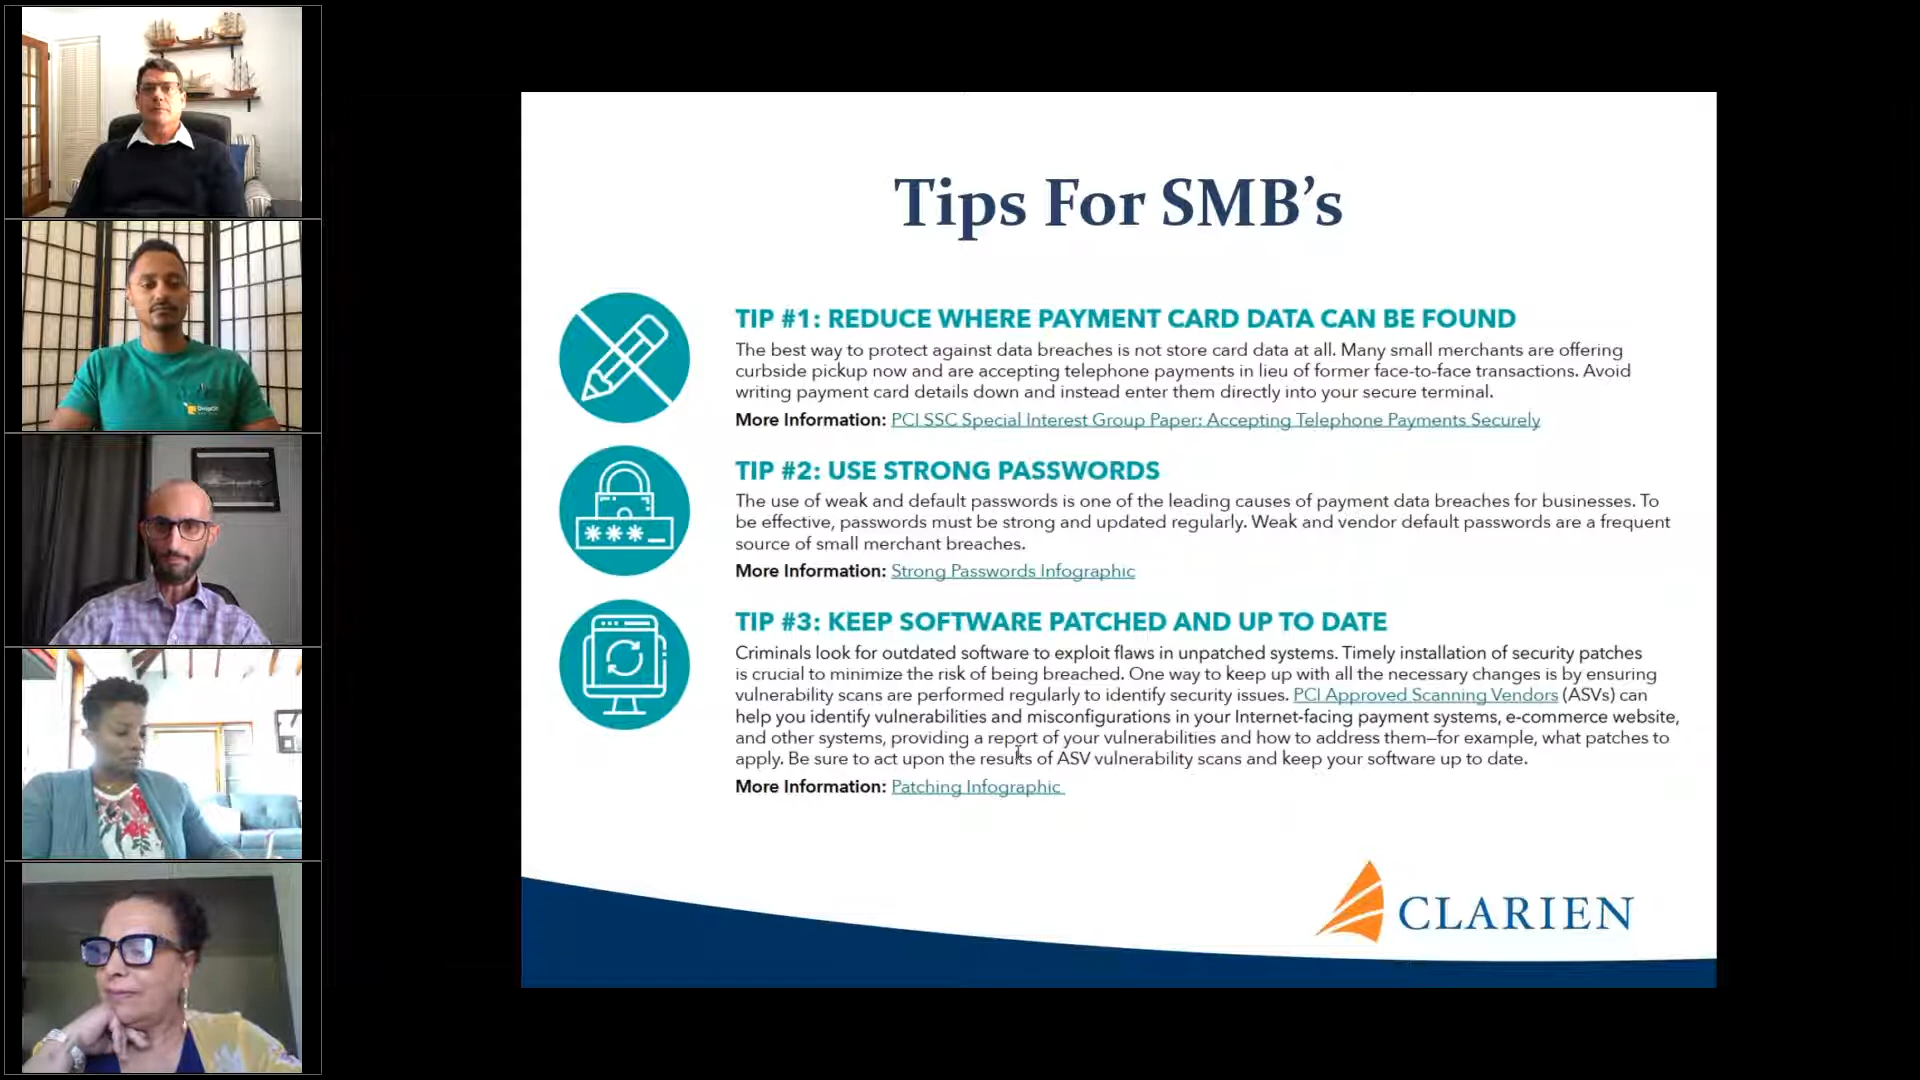 Tips For SMB's
TIP #1: REDUCE WHERE PAYMENT CARD DATA CAN BE FOUND
The best way to protect against data breaches is not store card data at all. Many small merchants are offering
curbside pickup now and are accepting telephone payments in lieu of former face-to-face transactions. Avoid
writing payment card details down and instead enter them directly into your secure terminal.
More Information: PCI SSC Special Interest Group Paper: Accepting Telephone Payments Securely
TIP #2: USE STRONG PASSWORDS
The use of weak and default passwords is one of the leading causes of payment data breaches for businesses. To
be effective, passwords must be strong and updated regularly. Weak and vendor default passwords are a frequent
source of small merchant breaches.
More Information: Strong Passwords Infographic
TIP #3: KEEP SOFTWARE PATCHED AND UP TO DATE
Criminals look for outdated software to exploit flaws in unpatched systems. Timely installation of security patches
is crucial to minimize the risk of being breached. One way to keep up with all the necessary changes is by ensuring
vulnerability scans are performed regularly to identify security issues. PCI Approved Scanning Vendors (ASVs) can
help you identify vulnerabilities and misconfigurations in your Internet-facing payment systems, e-commerce website,
and other systems, providing a report of your vulnerabilities and how to address them—for example, what patches to
apply. Be sure to act upon the results of ASV vulnerability scans and keep your software up to date.
More Information: Patching Infographic
CLARIEN